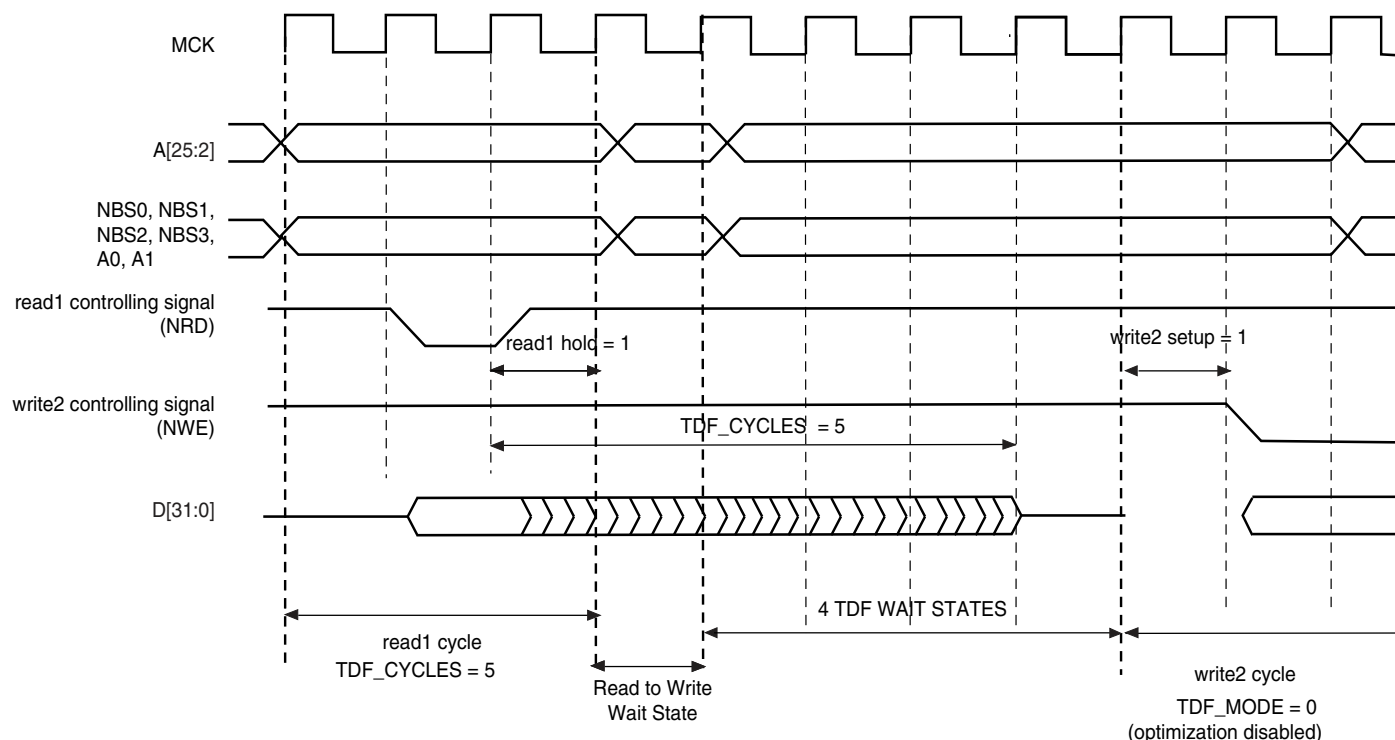 MCK
A[25:2]
NBS0, NBS1,
NBS2, NBS3,
A0, A1
read1 controlling signal
(NRD)
read1 hold = 1
write2 setup = 1
write2 controlling signal
(NWE)
TDF_CYCLES = 5
D[31:0]
4 TDF WAIT STATES
read1 cycle
TDF_CYCLES = 5
Read to Write
Wait State
write2 cycle
TDF_MODE = 0
(optimization disabled)